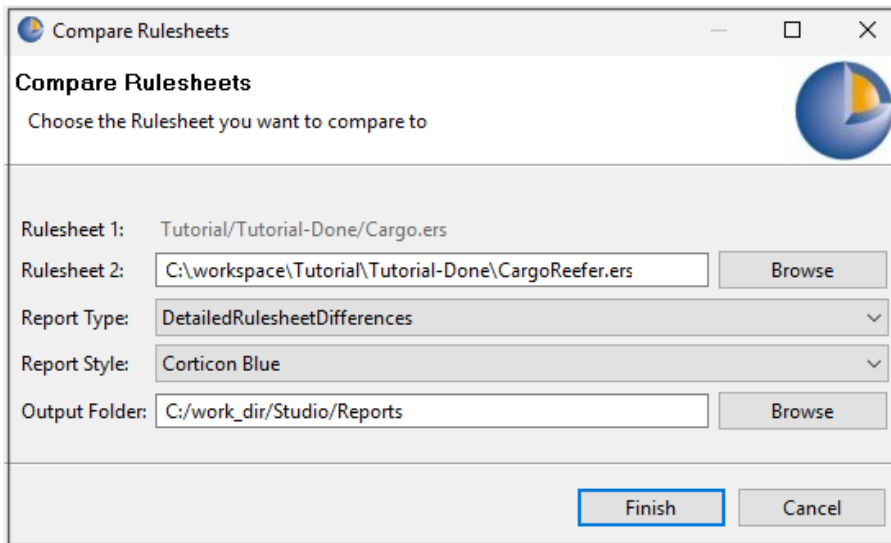 Compare Rulesheets
Compare Rulesheets
Choose the Rulesheet you want to compare to
Rulesheet 1: Tutorial/Tutorial-Done/Cargo.ers
Rulesheet 2: C:\workspace\Tutorial\Tutorial-Done\CargoReefer.ers Browse
Report Type: DetailedRulesheetDifferences
Report Style: Corticon Blue
Output Folder: C:/work_dir/Studio/Reports Browse
Finish Cancel